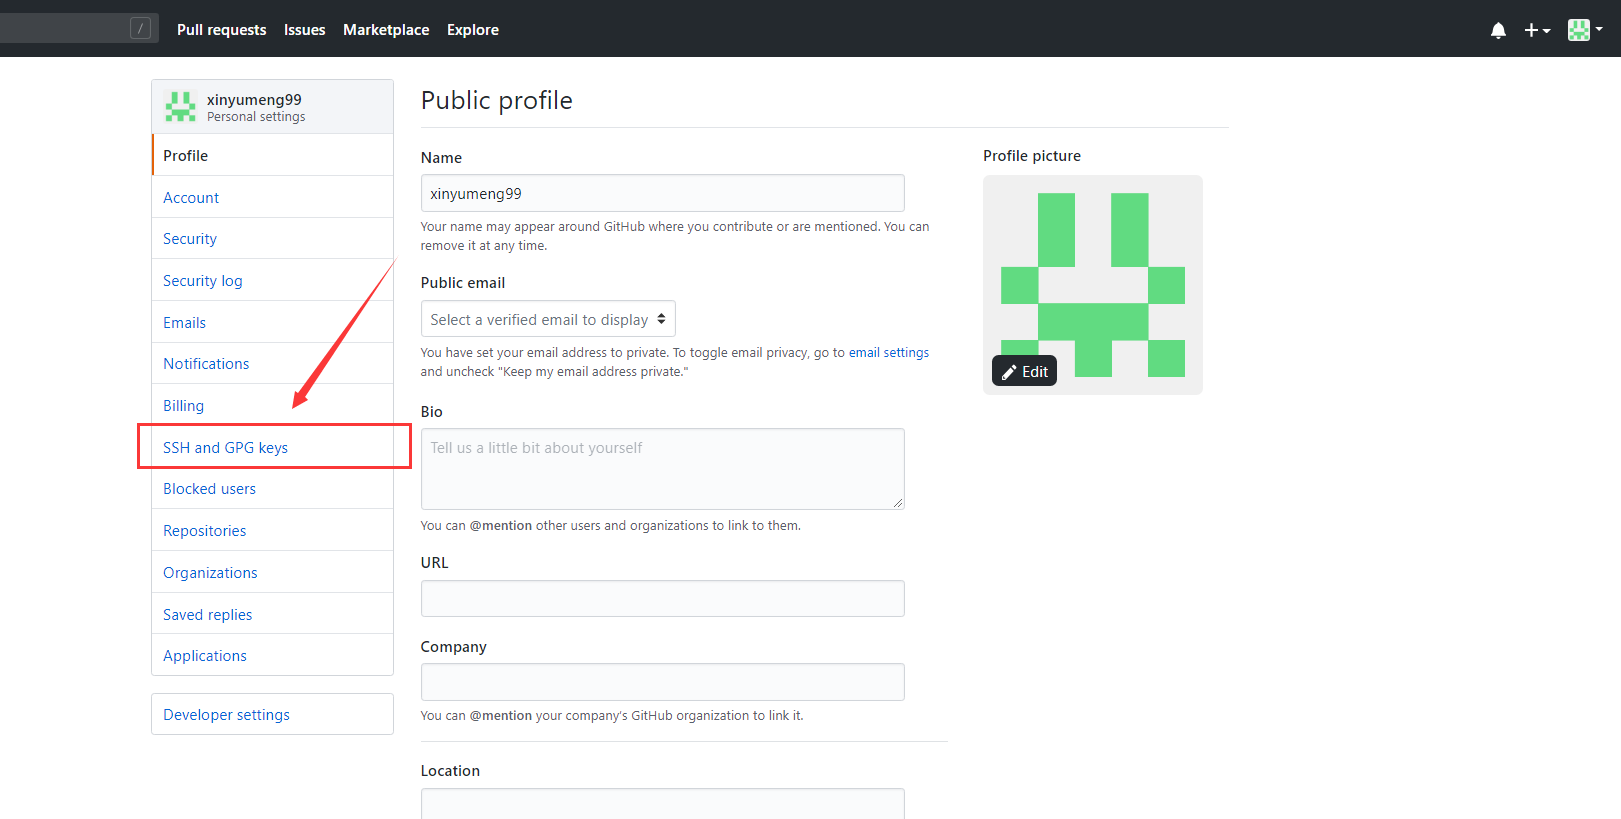 /
Pull requests
Issues
Marketplace
Explore
xinyumeng99
Personal settings
Profile
Account
Security
Security log
Emails
Notifications
Billing
SSH and GPG keys
Blocked users
Repositories
Organizations
Saved replies
Applications
Developer settings
Public profile
Name
xinyumeng99
Your name may appear around GitHub where you contribute or are mentioned. You can
remove it at any time.
Public email
Select a verified email to display
You have set your email address to private. To toggle email privacy, go to email settings
and uncheck "Keep my email address private."
Bio
Tell us a little bit about yourself
You can @mention other users and organizations to link to them.
URL
Company
You can @mention your company's GitHub organization to link it.
Location
Profile picture
Edit